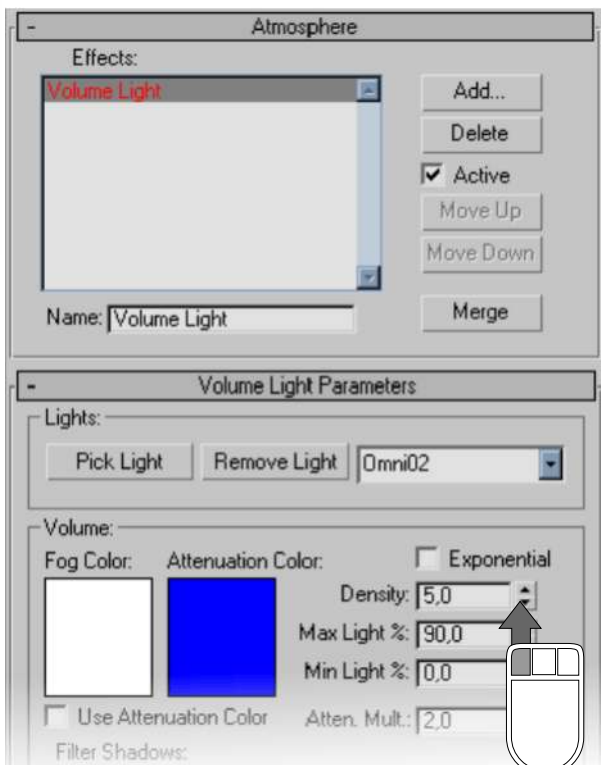 - Atmosphere
Effects:
Volume Light
Add...
Delete
Active
Move Up
Move Down
Name: Volume Light
Merge
- Volume Light Parameters
Lights:
Pick Light Remove Light Omni02
Volume:
Fog Color: Attenuation Color: Exponential
Density: 5,0
Max Light %: 90,0
Min Light %: 0,0
Use Attenuation Color Atten. Mult.: 2,0
Filter Shadows: